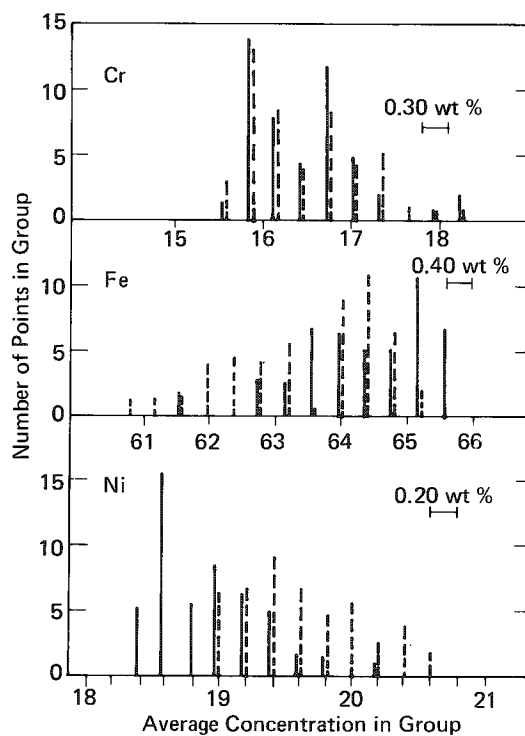 Number of Points in Group
15
10
5
0
Cr
0.30 wt %
15 16 17 18
10
5
0
Fe
0.40 wt %
61 62 63 64 65 66
15
10
5
0
Ni
0.20 wt %
18 19 20 21
Average Concentration in Group